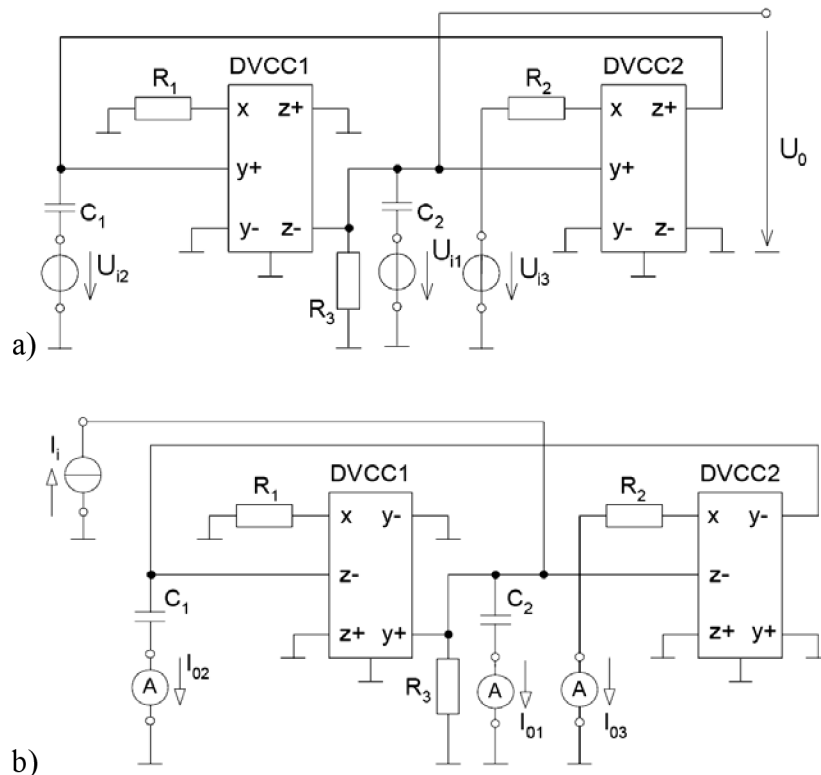 DVCC1 DVCC2
R1 R2
x z+ x z+
U0
y+ y+
C1 C2
y- z- y- z-
Ui2 Ui1 Ui3
R3
a)
Ii
DVCC1 DVCC2
R1 R2
x y- x y-
z- z-
C1 C2
z+ y+ z+ y+
I02 R3
A A A
I01 I03
b)